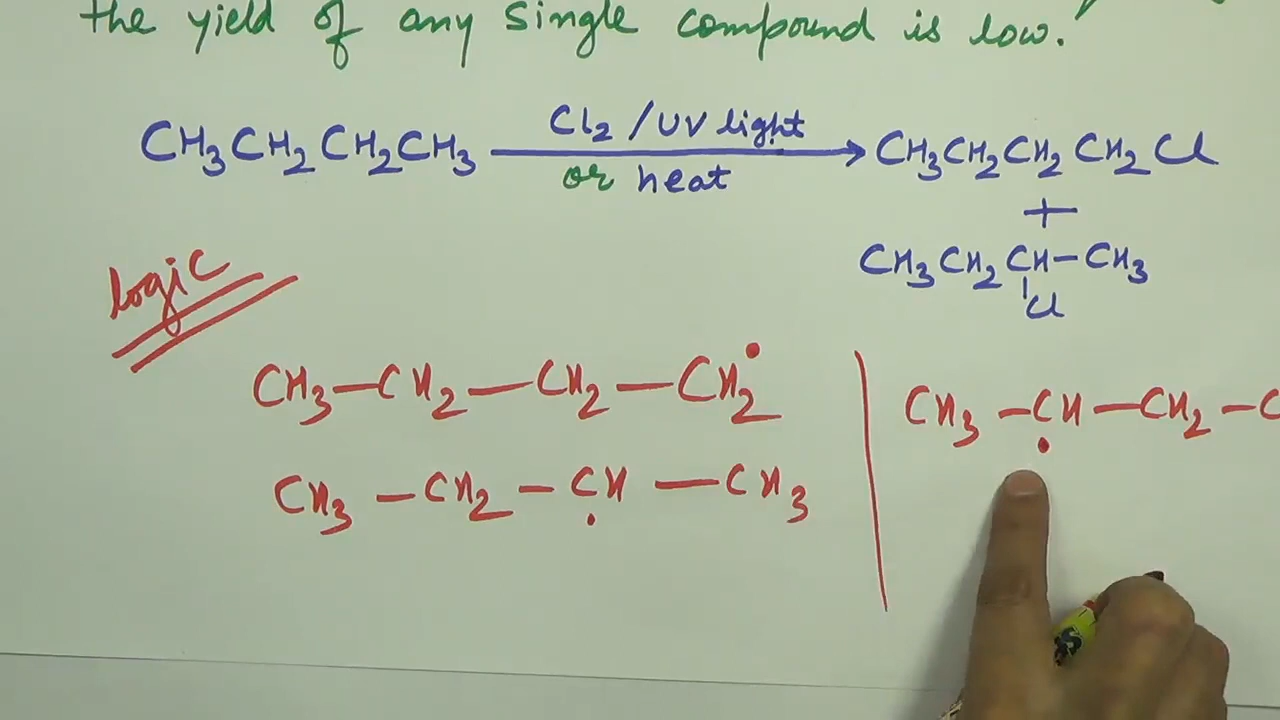 the yield of any single compound is low.
CH3CH2CH2CH3 Cl2/UV light or heat → CH3CH2CH2CH2Cl
+
CH3CH2CH-CH3
Cl
logic
CH3—CH2—CH2—CH2•
CH3—CH2—CH—CH3
•
CH3—CH—CH2—C
•